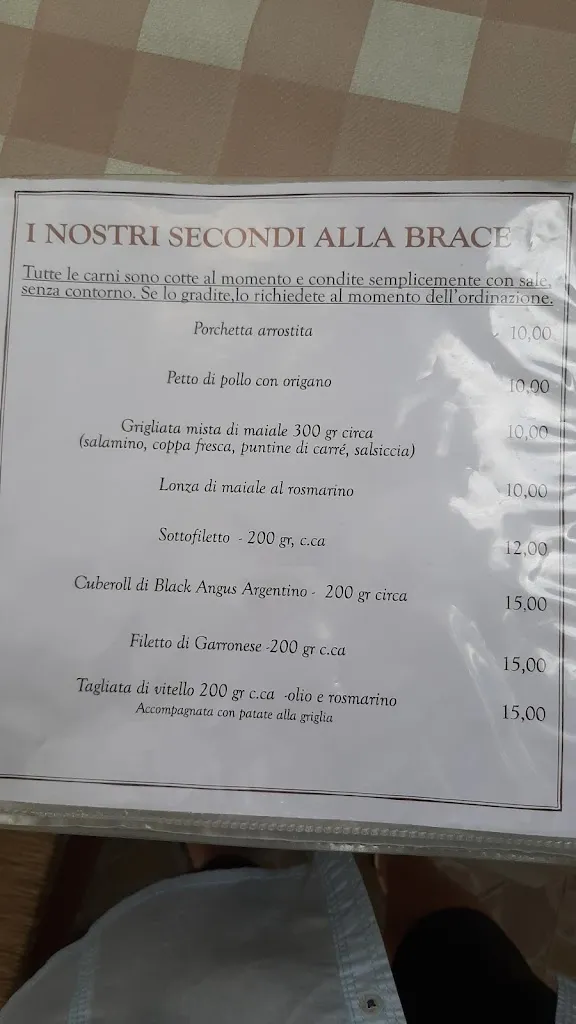 I NOSTRI SECONDI ALLA BRACE
Tutte le carni sono cotte al momento e condite semplicemente con sale,
senza contorno. Se lo gradite,lo richiedete al momento dell'ordinazione.
Porchetta arrostita 10,00
Petto di pollo con origano 10,00
Grigliata mista di maiale 300 gr circa 10,00
(salamino, coppa fresca, puntine di carré, salsiccia)
Lonza di maiale al rosmarino 10,00
Sottofiletto - 200 gr, c.ca 12,00
Cuberoll di Black Angus Argentino - 200 gr circa 15,00
Filetto di Garronese -200 gr c.ca 15,00
Tagliata di vitello 200 gr c.ca -olio e rosmarino 15,00
Accompagnata con patate alla griglia